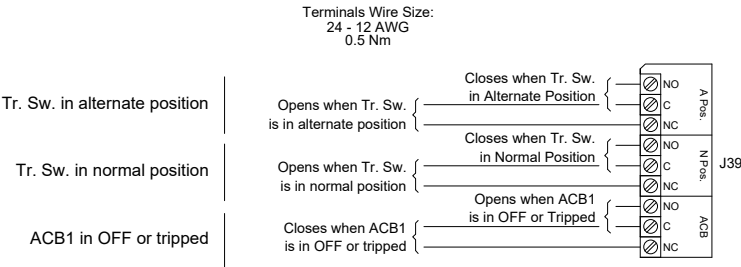 Terminals Wire Size:
24 - 12 AWG
0.5 Nm
Tr. Sw. in alternate position
Closes when Tr. Sw.
in Alternate Position
Opens when Tr. Sw.
is in alternate position
NO
C
NC
A Pos.
Tr. Sw. in normal position
Closes when Tr. Sw.
in Normal Position
Opens when Tr. Sw.
is in normal position
NO
C
NC
N Pos.
J39
ACB1 in OFF or tripped
Opens when ACB1
is in OFF or Tripped
Closes when ACB1
is in OFF or tripped
NO
C
NC
ACB